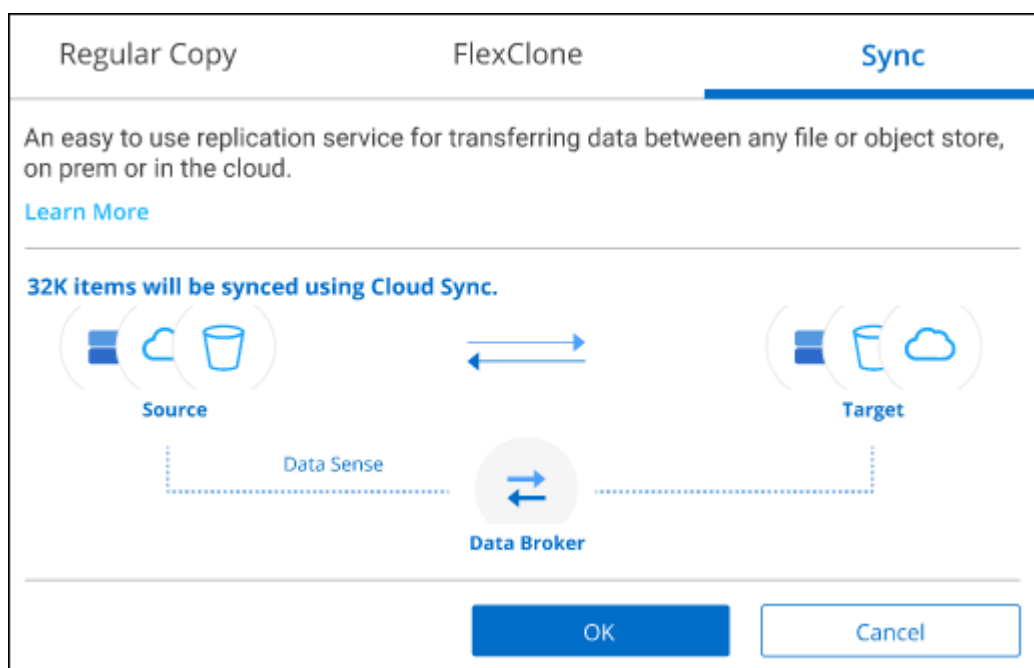 Regular Copy
FlexClone
Sync
An easy to use replication service for transferring data between any file or object store,
on prem or in the cloud.
Learn More
32K items will be synced using Cloud Sync.
Source
Target
Data Sense
Data Broker
OK
Cancel